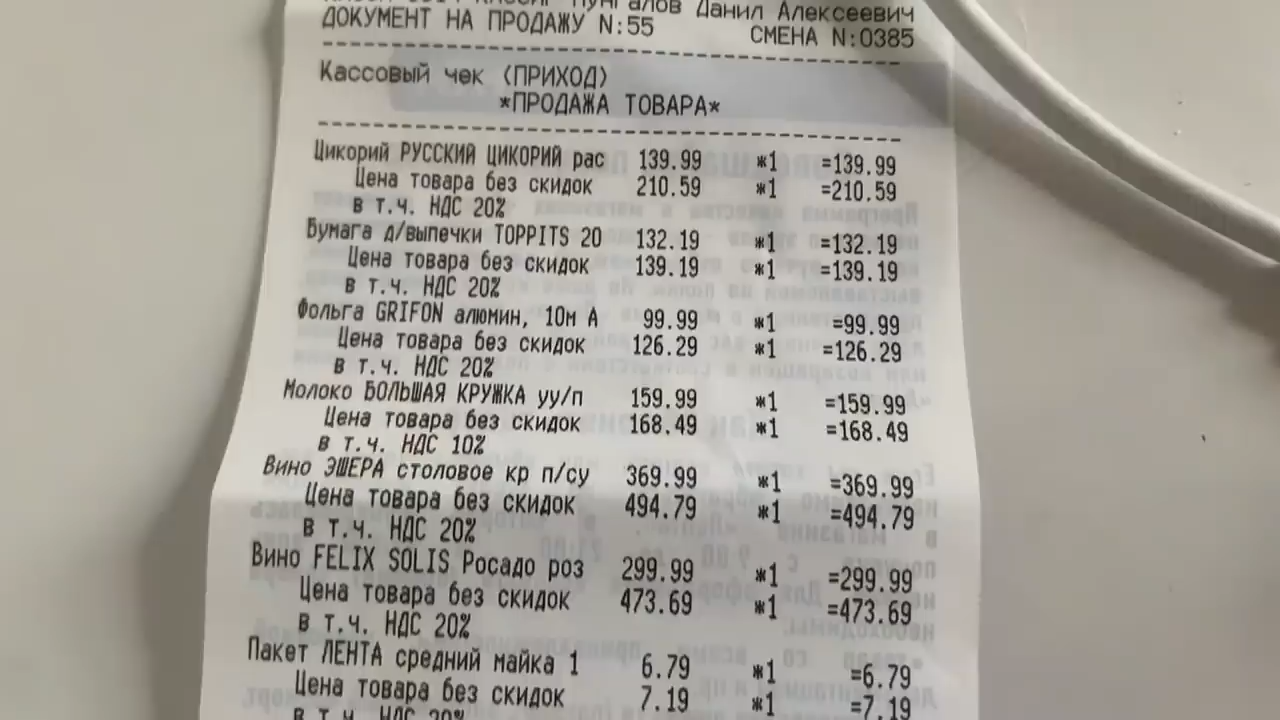 Данил Алексеевич
ДОКУМЕНТ НА ПРОДАЖУ N:55 СМЕНА N:0385
Кассовый чек (ПРИХОД)
*ПРОДАЖА ТОВАРА*
Цикорий РУССКИЙ ЦИКОРИЙ рас 139.99 *1 =139.99
Цена товара без скидок 210.59 *1 =210.59
в т.ч. НДС 20%
Бумага д/выпечки TOPPITS 20 132.19 *1 =132.19
Цена товара без скидок 139.19 *1 =139.19
в т.ч. НДС 20%
Фольга GRIFON алюмин, 10м А 99.99 *1 =99.99
Цена товара без скидок 126.29 *1 =126.29
в т.ч. НДС 20%
Молоко БОЛЬШАЯ КРУЖКА уу/п 159.99 *1 =159.99
Цена товара без скидок 168.49 *1 =168.49
в т.ч. НДС 10%
Вино ЭШЕРА столовое кр п/су 369.99 *1 =369.99
Цена товара без скидок 494.79 *1 =494.79
в т.ч. НДС 20%
Вино FELIX SOLIS Росадо роз 299.99 *1 =299.99
Цена товара без скидок 473.69 *1 =473.69
в т.ч. НДС 20%
Пакет ЛЕНТА средний майка 1 6.79 *1 =6.79
Цена товара без скидок 7.19 *1 =7.19
в т.ч. НДС 20%